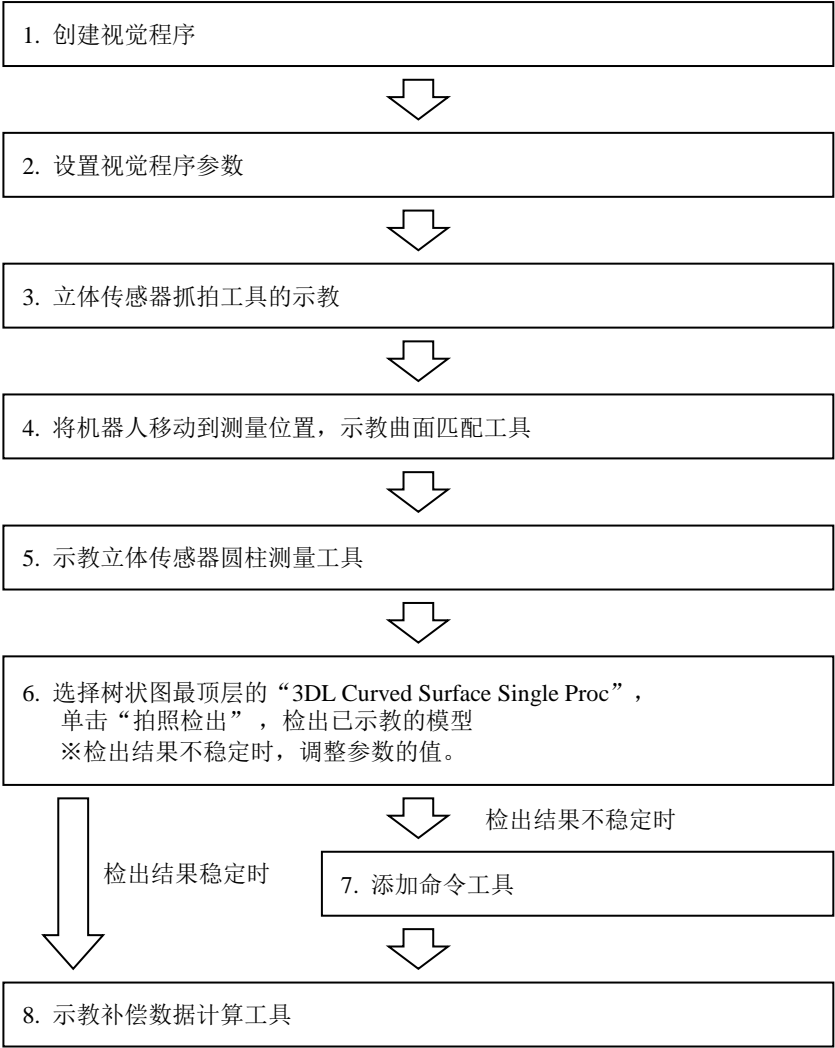 1. 创建视觉程序
2. 设置视觉程序参数
3. 立体传感器抓拍工具的示教
4. 将机器人移动到测量位置，示教曲面匹配工具
5. 示教立体传感器圆柱测量工具
6. 选择树状图最顶层的“3DL Curved Surface Single Proc”，
单击“拍照检出”，检出已示教的模型
※检出结果不稳定时，调整参数的值。
检出结果不稳定时
检出结果稳定时
7. 添加命令工具
8. 示教补偿数据计算工具